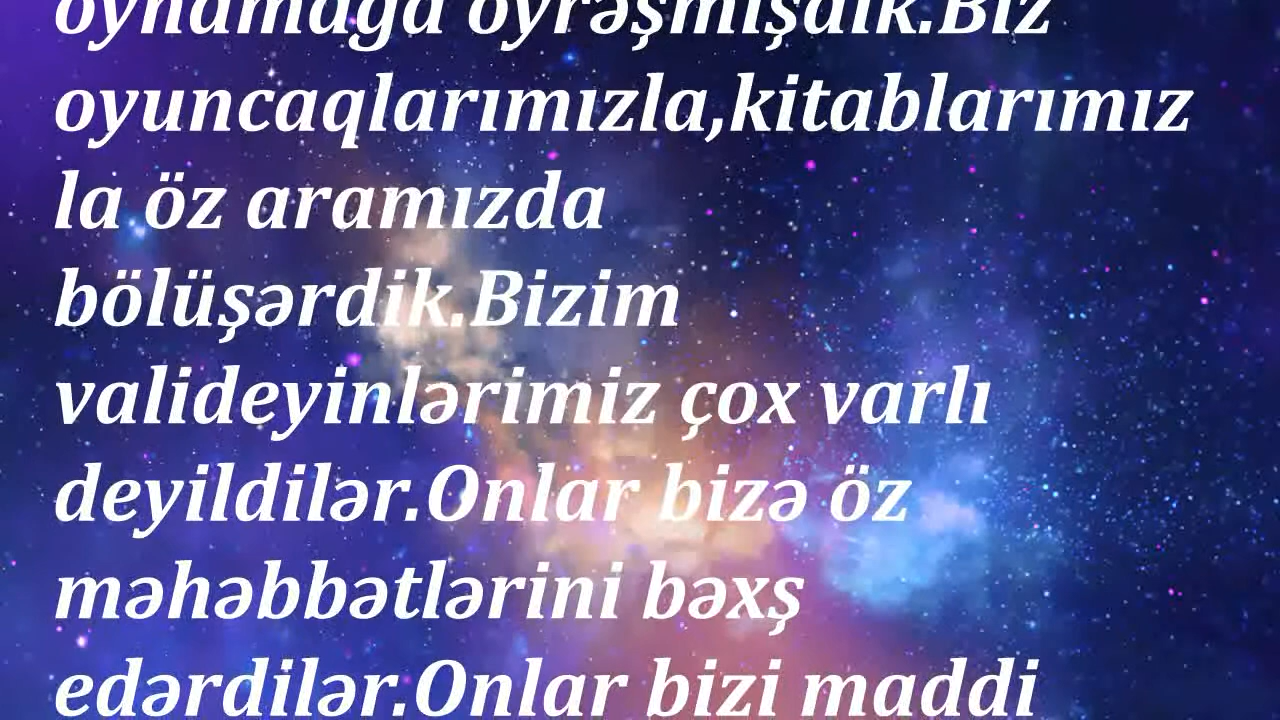 oynamağa öyrəşmişdik.Biz
oyuncaqlarımızla,kitablarımız
la öz aramızda
bölüşərdik.Bizim
valideyinlərimiz çox varlı
deyildilər.Onlar bizə öz
məhəbbətlərini bəxş
edərdilər.Onlar bizi maddi